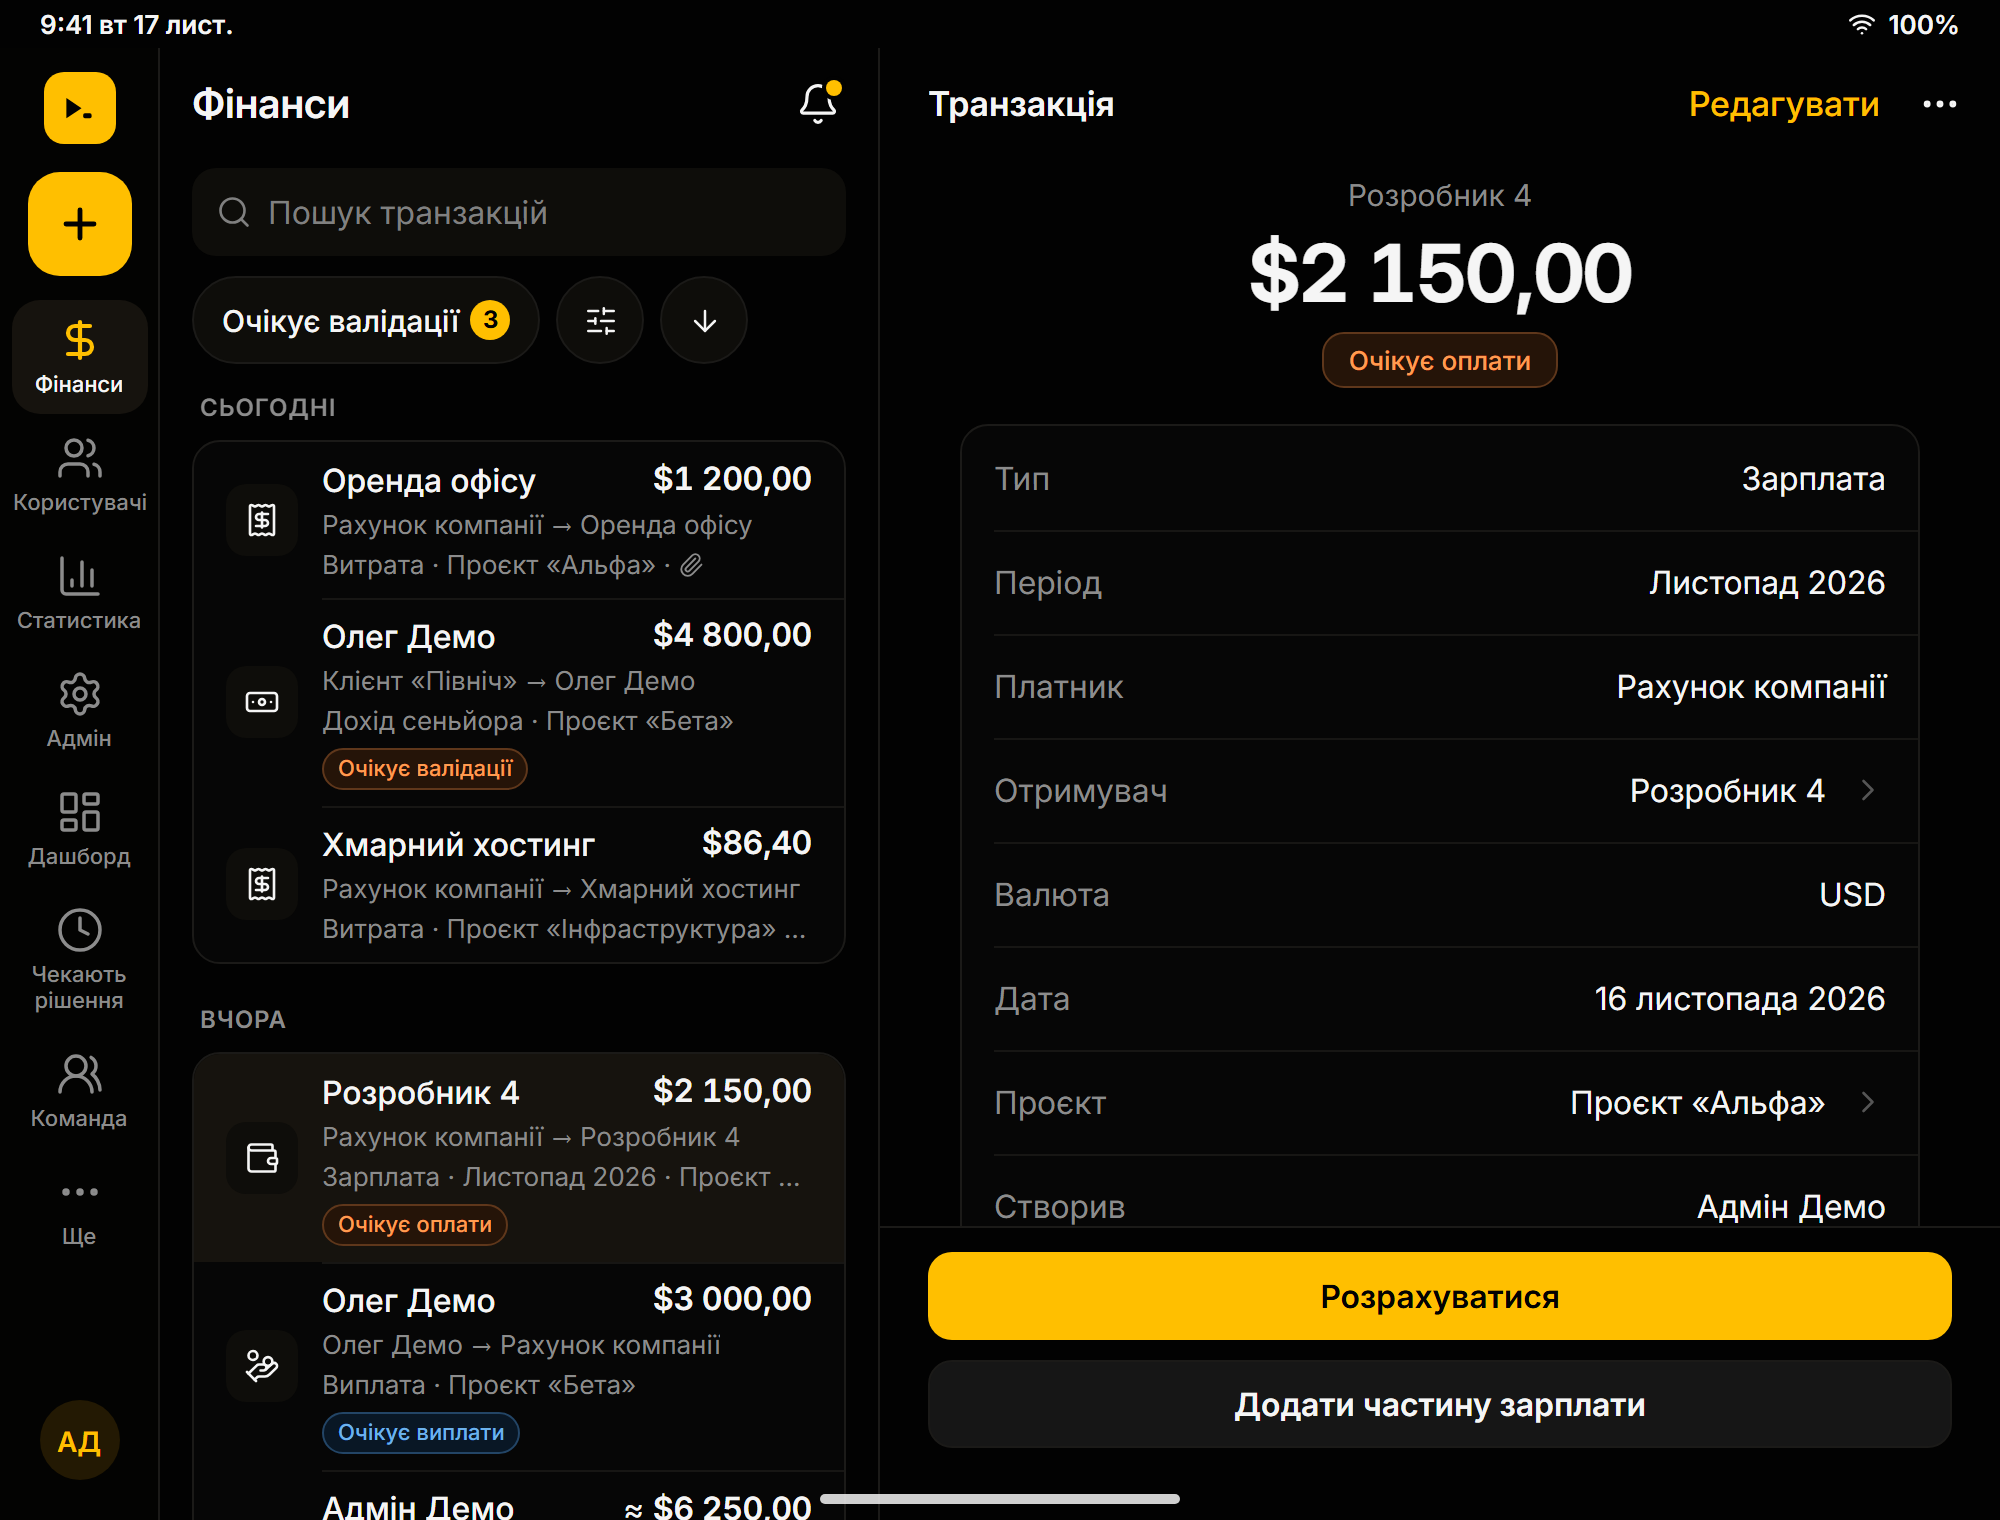 9:41 вт 17 лист.
100%
Фінанси
Користувачі
Статистика
Адмін
Дашборд
Чекають
рішення
Команда
Ще
АД
Фінанси
Пошук транзакцій
Очікує валідації 3
СЬОГОДНІ
Оренда офісу $1 200,00
Рахунок компанії → Оренда офісу
Витрата · Проєкт «Альфа» ·
Олег Демо $4 800,00
Клієнт «Північ» → Олег Демо
Дохід сеньйора · Проєкт «Бета»
Очікує валідації
Хмарний хостинг $86,40
Рахунок компанії → Хмарний хостинг
Витрата · Проєкт «Інфраструктура» ...
ВЧОРА
Розробник 4 $2 150,00
Рахунок компанії → Розробник 4
Зарплата · Листопад 2026 · Проєкт ...
Очікує оплати
Олег Демо $3 000,00
Олег Демо → Рахунок компанії
Виплата · Проєкт «Бета»
Очікує виплати
Адмін Демо ≈ $6 250,00
Транзакція
Редагувати
Розробник 4
$2 150,00
Очікує оплати
Тип Зарплата
Період Листопад 2026
Платник Рахунок компанії
Отримувач Розробник 4
Валюта USD
Дата 16 листопада 2026
Проєкт Проєкт «Альфа»
Створив Адмін Демо
Розрахуватися
Додати частину зарплати